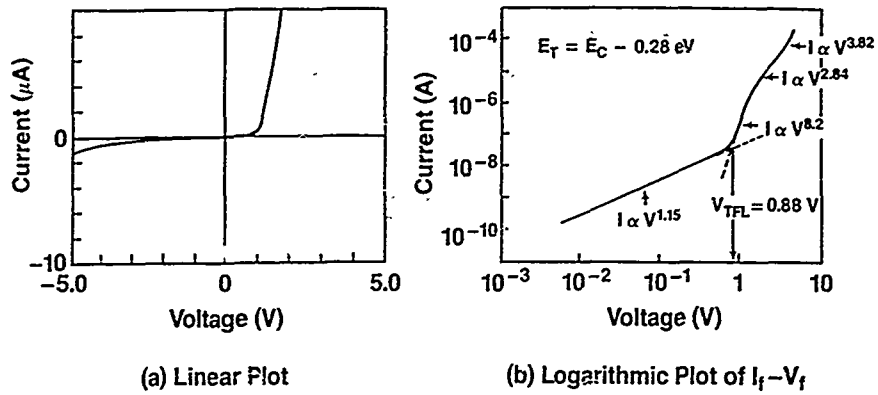 Current (μA)
0
-10
-5.0
0
5.0
Voltage (V)
(a) Linear Plot
Current (A)
10⁻⁴
10⁻⁶
10⁻⁸
10⁻¹⁰
E_T = E_C – 0.28 eV
I α V^3.82
I α V^2.84
I α V^8.2
V_TFL = 0.88 V
I α V^1.15
10⁻³
10⁻²
10⁻¹
1
10
Voltage (V)
(b) Logarithmic Plot of I_f–V_f